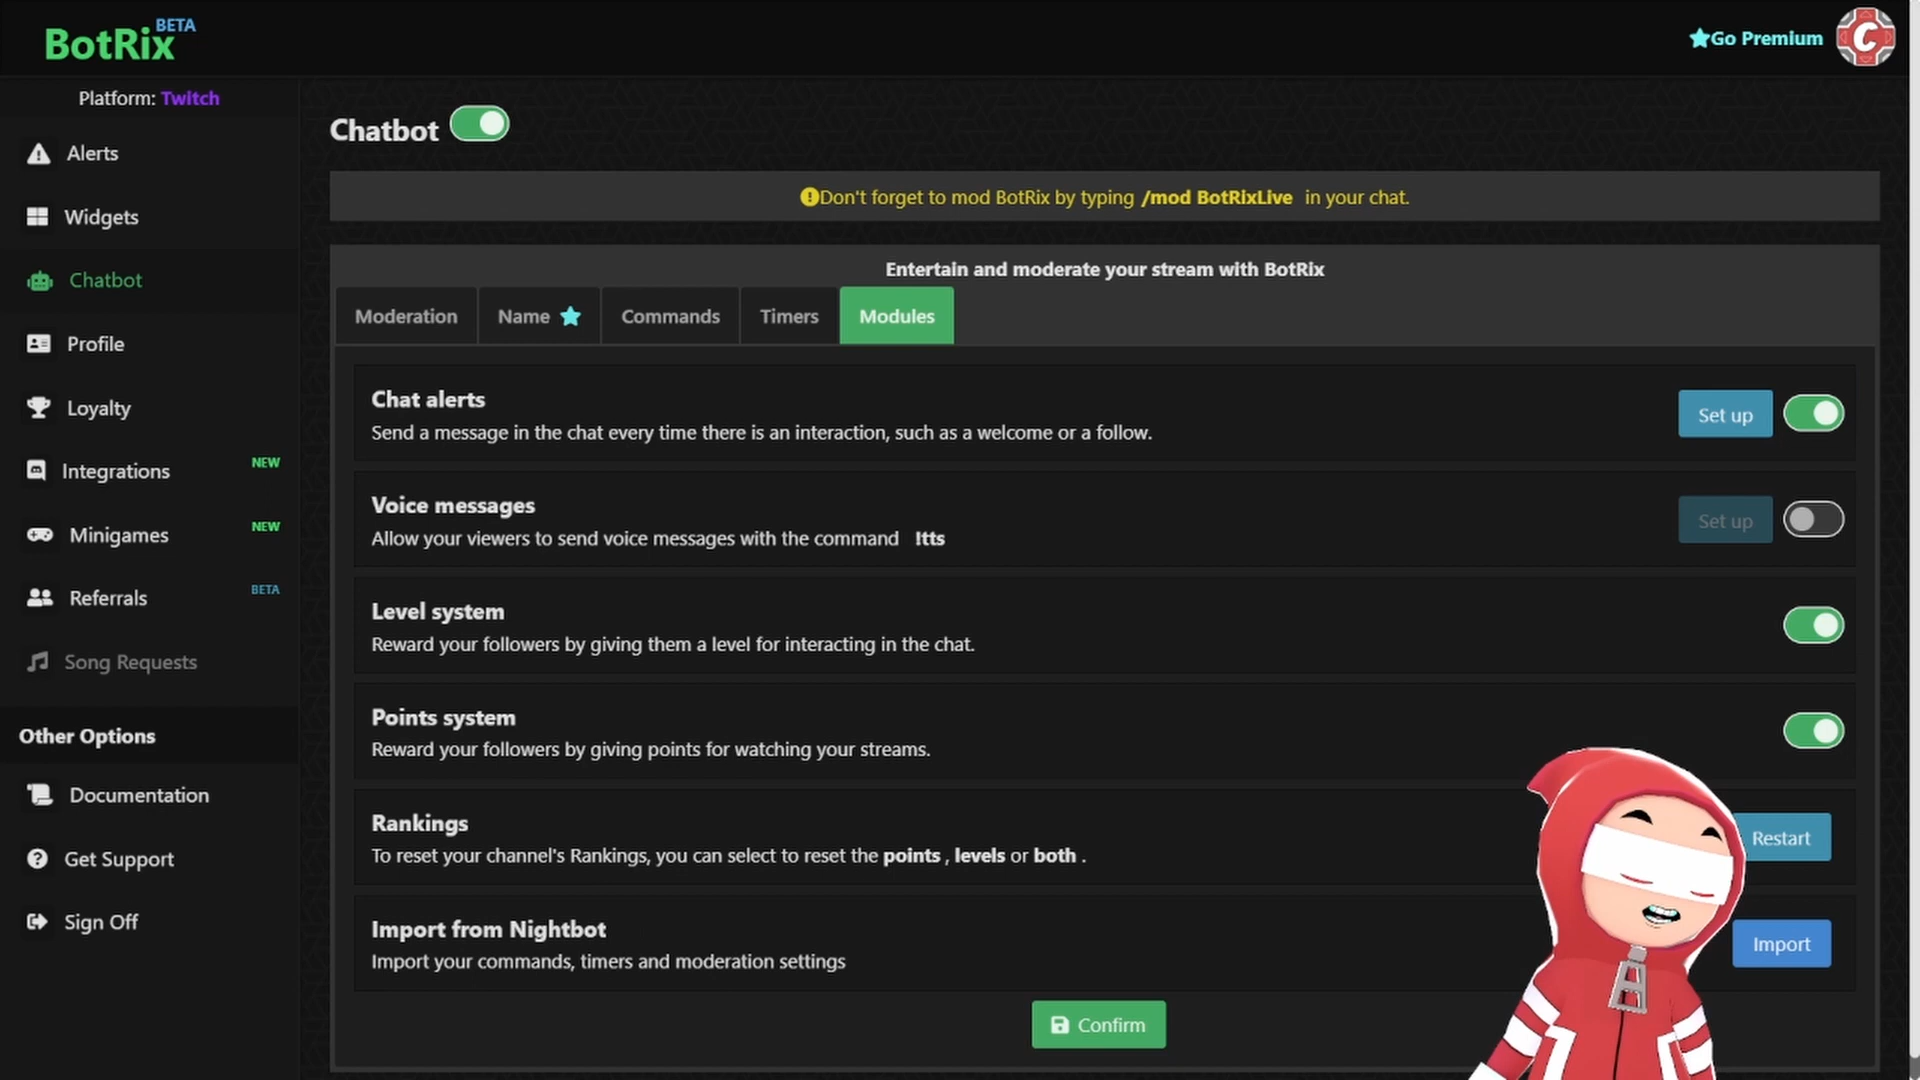 BotRix BETA
Go Premium
C
Platform: Twitch
Alerts
Widgets
Chatbot
Profile
Loyalty
Integrations NEW
Minigames NEW
Referrals BETA
Song Requests
Other Options
Documentation
Get Support
Sign Off
Chatbot
Don't forget to mod BotRix by typing /mod BotRixLive in your chat.
Entertain and moderate your stream with BotRix
Moderation
Name
Commands
Timers
Modules
Chat alerts
Send a message in the chat every time there is an interaction, such as a welcome or a follow.
Set up
Voice messages
Allow your viewers to send voice messages with the command !tts
Set up
Level system
Reward your followers by giving them a level for interacting in the chat.
Points system
Reward your followers by giving points for watching your streams.
Rankings
To reset your channel's Rankings, you can select to reset the points , levels or both .
Restart
Import from Nightbot
Import your commands, timers and moderation settings
Import
Confirm